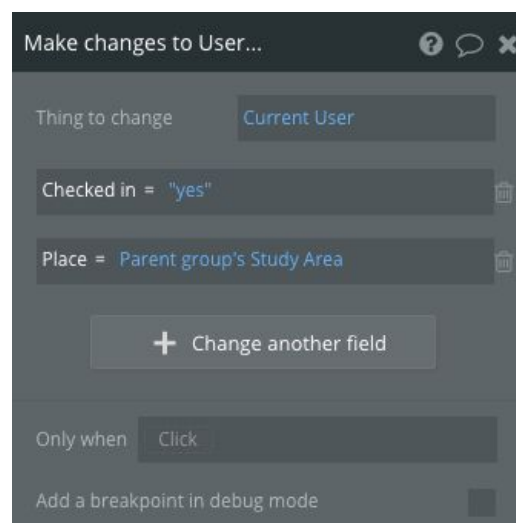 Make changes to User...
Thing to change Current User
Checked in = "yes"
Place = Parent group's Study Area
+ Change another field
Only when Click
Add a breakpoint in debug mode